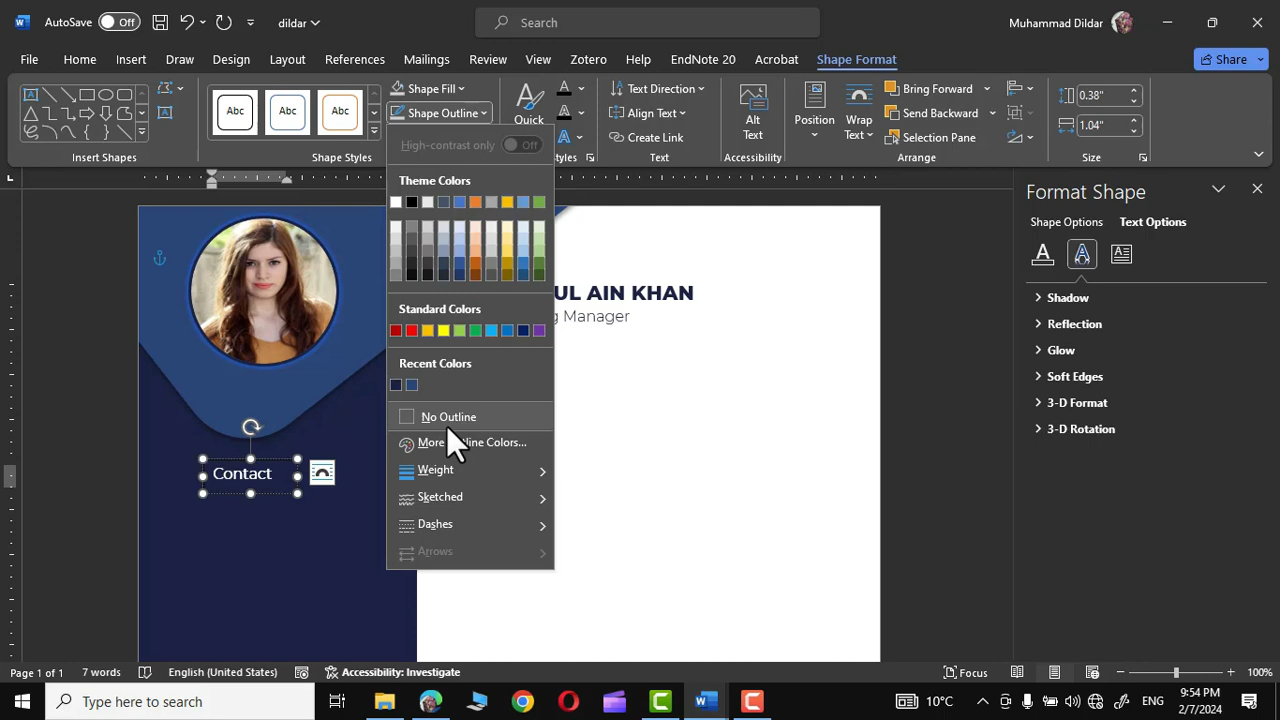 AutoSave Off dildar Search Muhammad Dildar
File Home Insert Draw Design Layout References Mailings Review View Zotero Help EndNote 20 Acrobat Shape Format Share
Abc Abc Abc
Shape Fill
Shape Outline
Quick
Text Direction
Align Text
Create Link
Alt Text
Position
Wrap Text
Bring Forward
Send Backward
Selection Pane
0.38"
1.04"
Insert Shapes Shape Styles Text Accessibility Arrange Size
High-contrast only Off
Theme Colors
Standard Colors
Recent Colors
No Outline
Weight
Sketched
Dashes
Arrows
UL AIN KHAN
Manager
Contact
Format Shape
Shape Options Text Options
Shadow
Reflection
Glow
Soft Edges
3-D Format
3-D Rotation
Page 1 of 1 7 words English (United States) Accessibility: Investigate Focus 100%
Type here to search 10°C ENG 9:54 PM 2/7/2024